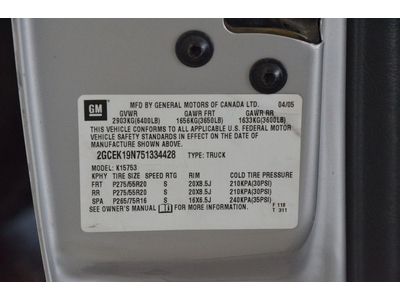 GM
MFD BY GENERAL MOTORS OF CANADA LTD. 04/05
GVWR GAWR FRT GAWR RR
2903KG(6400LB) 1656KG(3650LB) 1633KG(3600LB)
THIS VEHICLE CONFORMS TO ALL APPLICABLE U.S. FEDERAL MOTOR
VEHICLE SAFETY STANDARDS IN EFFECT ON THE DATE OF
MANUFACTURE SHOWN ABOVE.
2GCEK19N751334428 TYPE: TRUCK
MODEL: K15753
KPHY TIRE SIZE SPEED RTG RIM COLD TIRE PRESSURE
FRT P275/55R20 S 20X8.5J 210KPA(30PSI)
RR P275/55R20 S 20X8.5J 210KPA(30PSI)
SPA P265/75R16 S 16X6.5J 240KPA(35PSI)
SEE OWNER'S MANUAL FOR MORE INFORMATION F 118
T 311